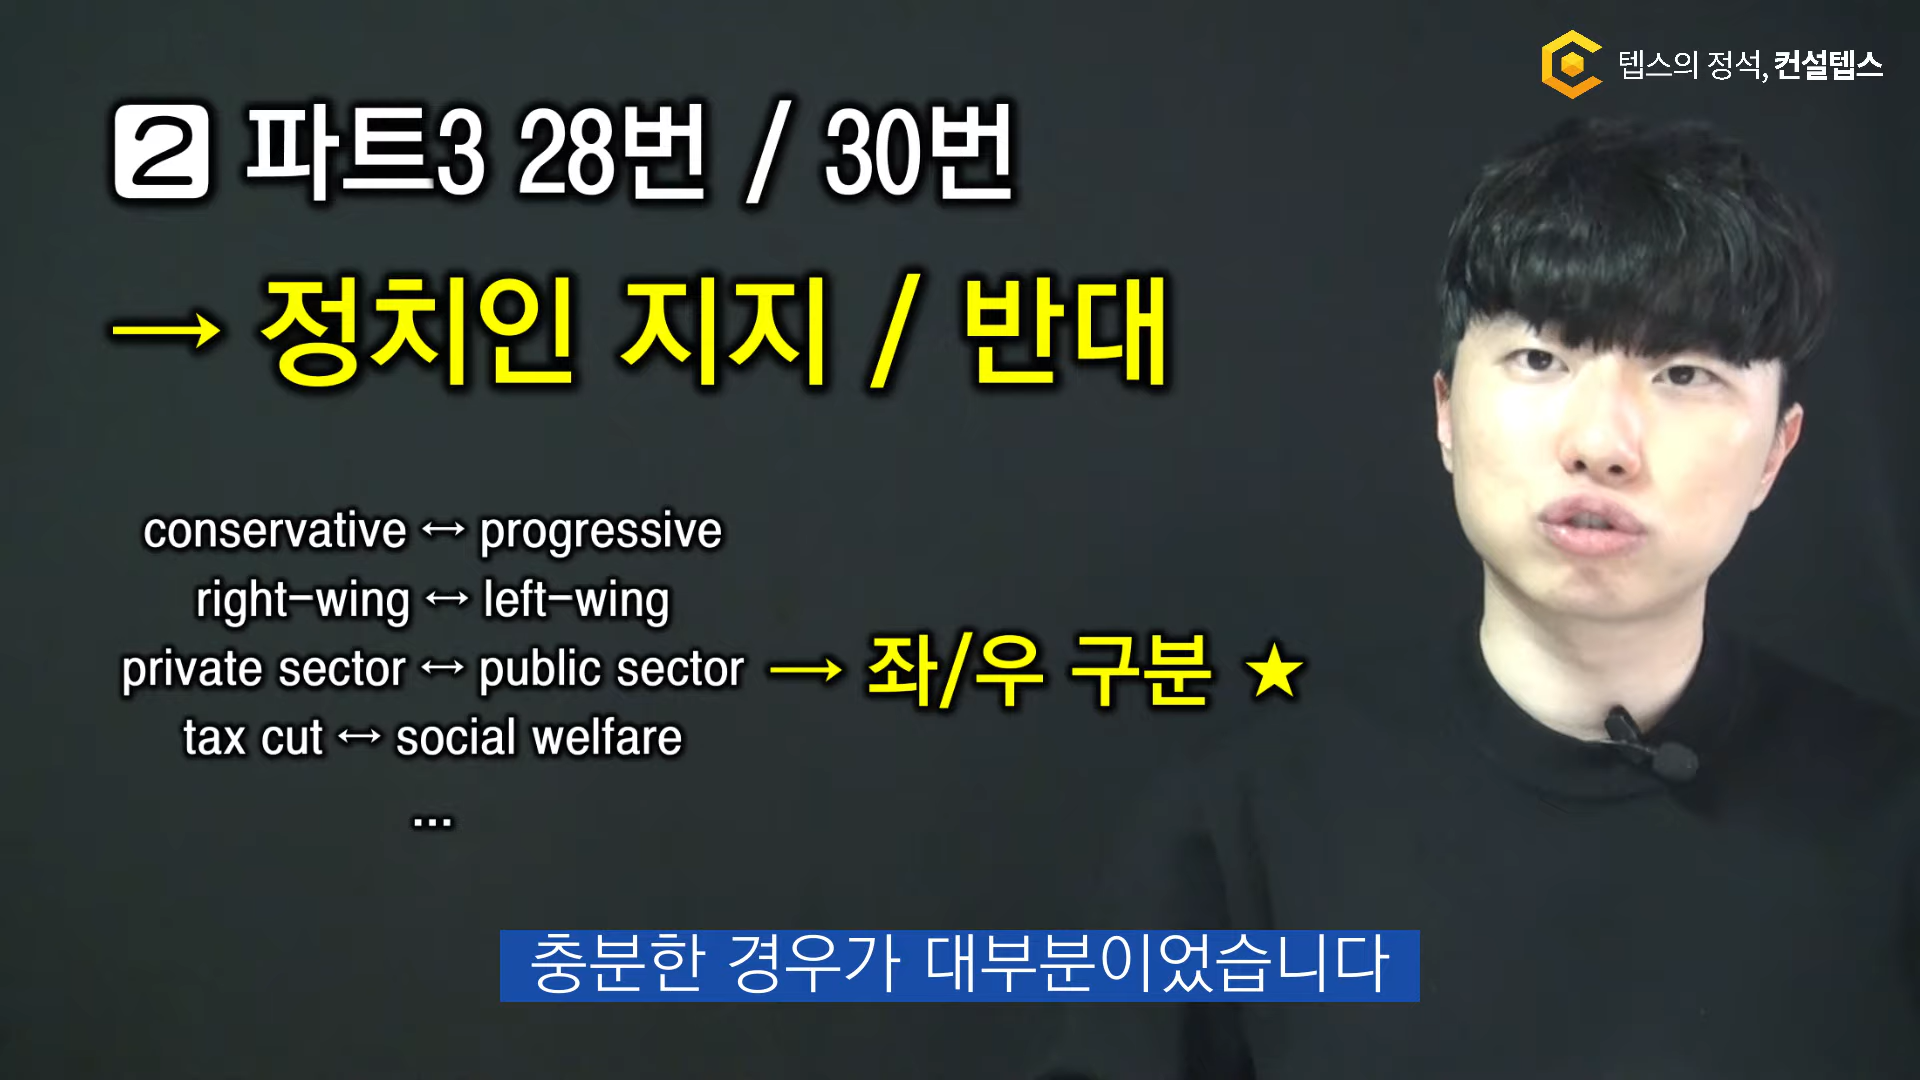 텝스의 정석, 컨설텝스
2 파트3 28번 / 30번
→ 정치인 지지 / 반대
conservative ↔ progressive
right-wing ↔ left-wing
private sector ↔ public sector → 좌/우 구분 ★
tax cut ↔ social welfare
...
충분한 경우가 대부분이었습니다